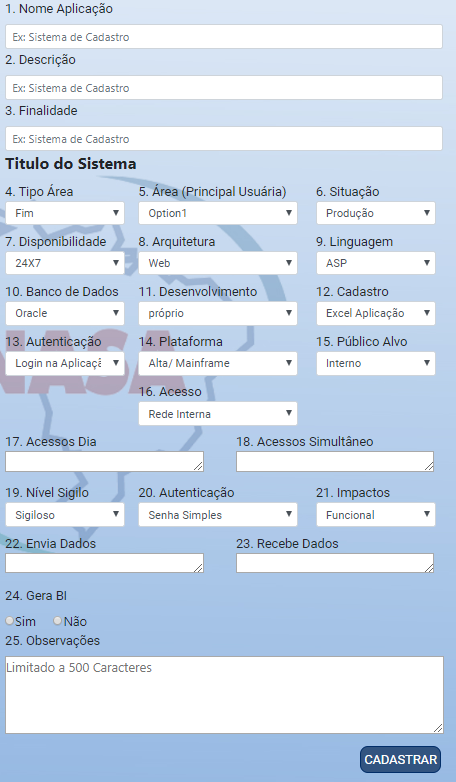 1. Nome Aplicação
Ex: Sistema de Cadastro
2. Descrição
Ex: Sistema de Cadastro
3. Finalidade
Ex: Sistema de Cadastro
Titulo do Sistema
4. Tipo Área 5. Área (Principal Usuária) 6. Situação
Fim Option1 Produção
7. Disponibilidade 8. Arquitetura 9. Linguagem
24X7 Web ASP
10. Banco de Dados 11. Desenvolvimento 12. Cadastro
Oracle próprio Excel Aplicação
13. Autenticação 14. Plataforma 15. Público Alvo
Login na Aplicaçã Alta/ Mainframe Interno
NASA
16. Acesso
Rede Interna
17. Acessos Dia 18. Acessos Simultâneo
19. Nível Sigilo 20. Autenticação 21. Impactos
Sigiloso Senha Simples Funcional
22. Envia Dados 23. Recebe Dados
24. Gera BI
Sim Não
25. Observações
Limitado a 500 Caracteres
CADASTRAR